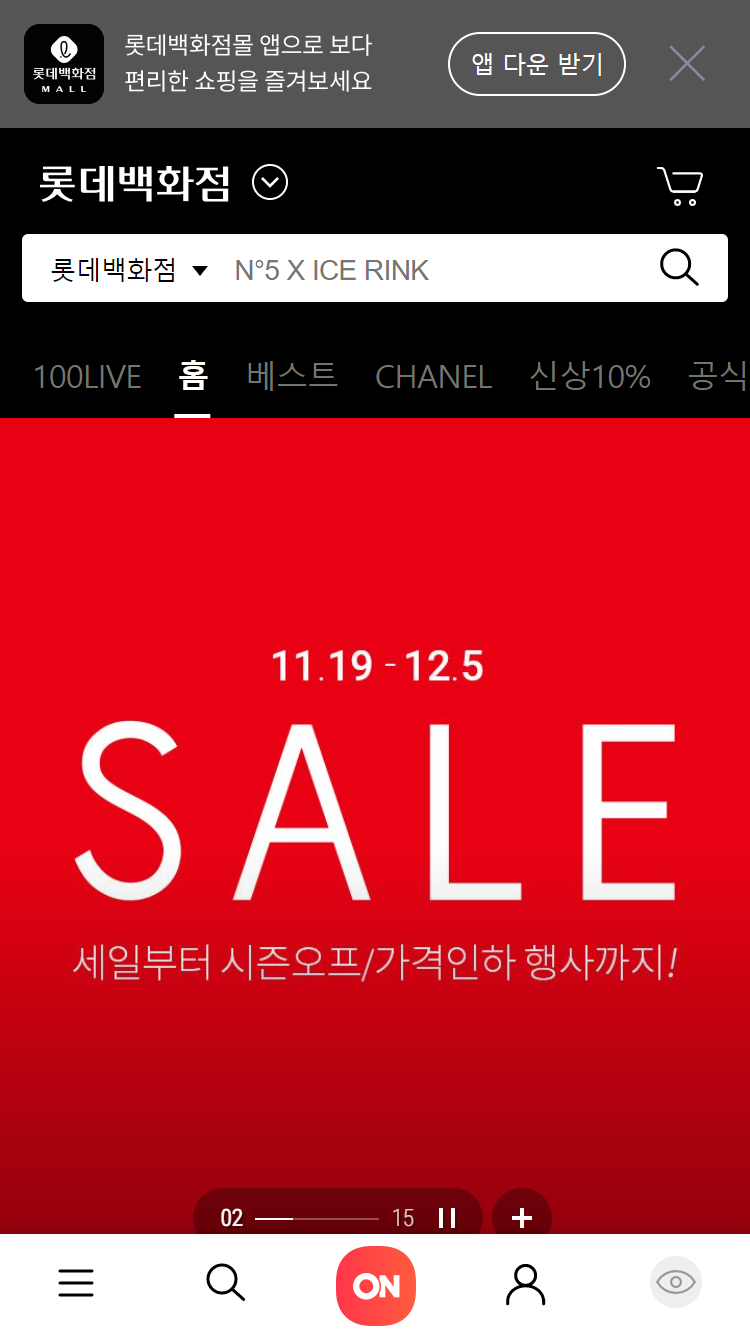 롯데백화점
MALL
롯데백화점몰 앱으로 보다
편리한 쇼핑을 즐겨보세요
앱 다운 받기
롯데백화점
롯데백화점 N°5 X ICE RINK
100LIVE 홈 베스트 CHANEL 신상10% 공식
11.19 - 12.5
SALE
세일부터 시즌오프/가격인하 행사까지!
02 15
ON